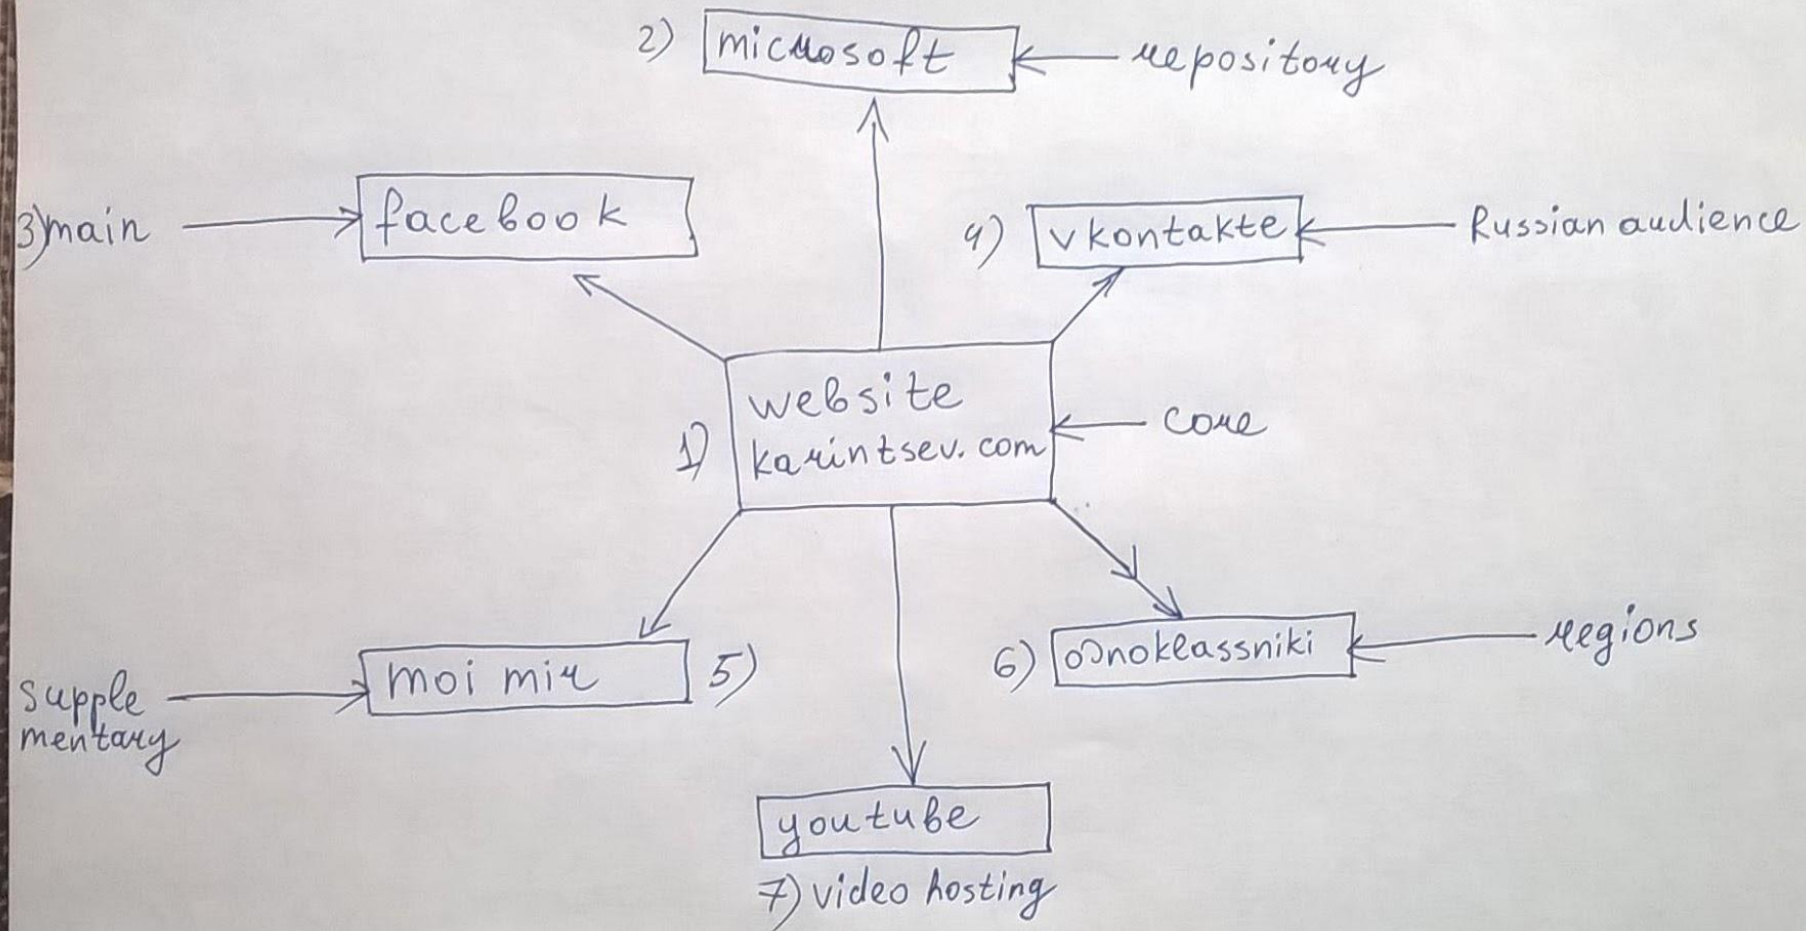 2) microsoft repository
3) main facebook
4) vkontakte Russian audience
1) website
karintsev.com
core
moi mir 5)
supple
mentary
6) odnoklassniki regions
youtube
7) video hosting